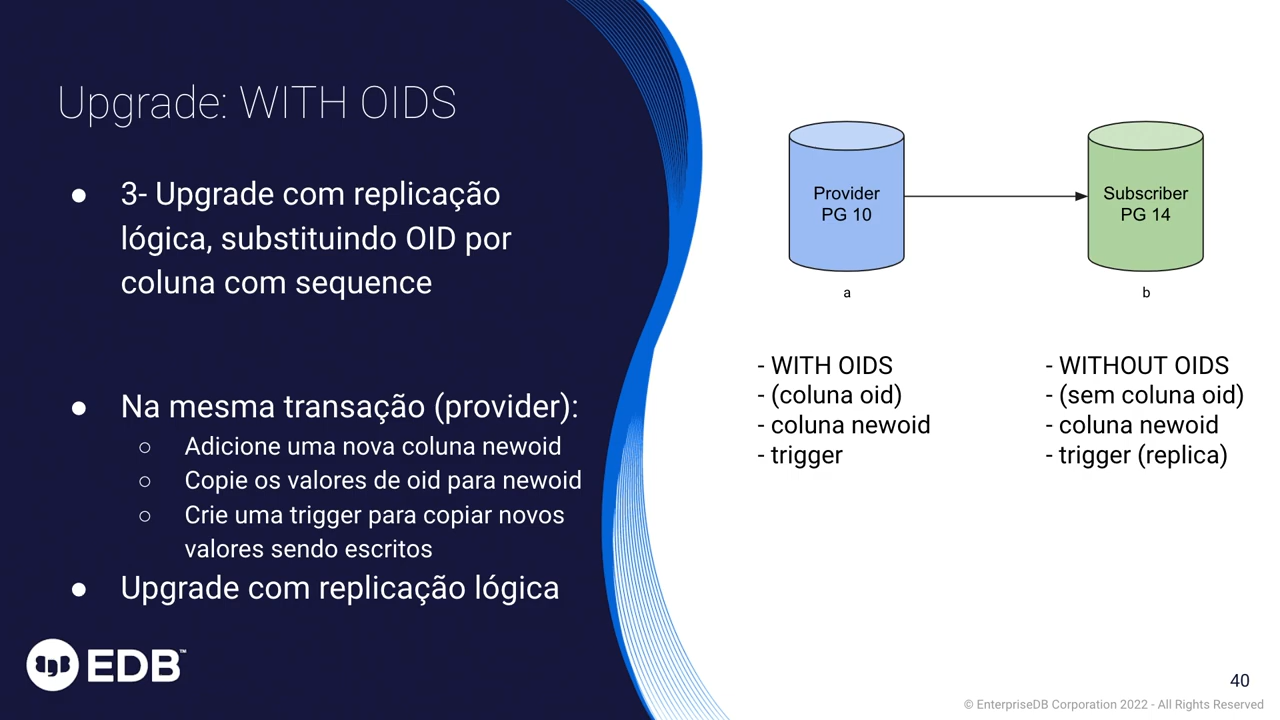 Upgrade: WITH OIDS
● 3- Upgrade com replicação
lógica, substituindo OID por
coluna com sequence
● Na mesma transação (provider):
○ Adicione uma nova coluna newoid
○ Copie os valores de oid para newoid
○ Crie uma trigger para copiar novos
valores sendo escritos
● Upgrade com replicação lógica
EDB™
Provider
PG 10
a
Subscriber
PG 14
b
- WITH OIDS
- (coluna oid)
- coluna newoid
- trigger
- WITHOUT OIDS
- (sem coluna oid)
- coluna newoid
- trigger (replica)
40
© EnterpriseDB Corporation 2022 - All Rights Reserved